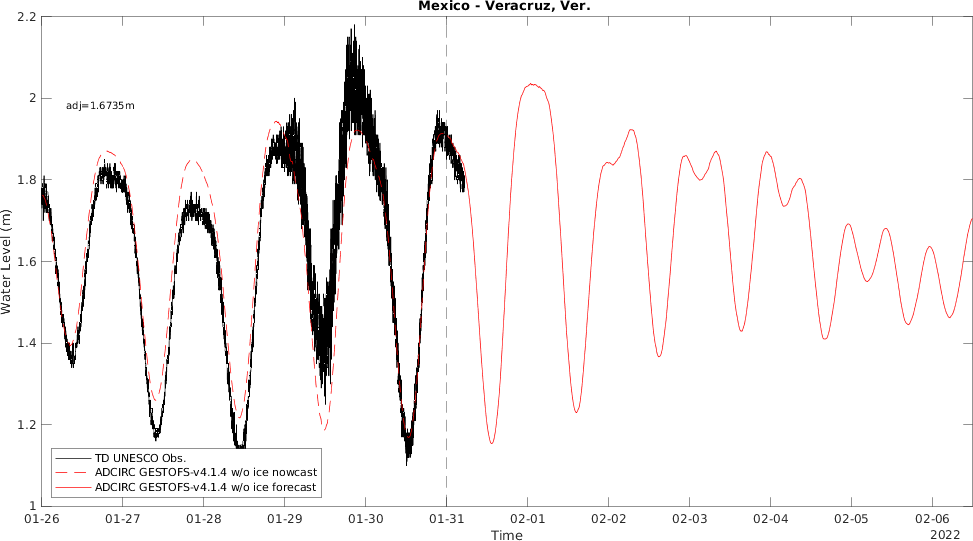 Mexico - Veracruz, Ver.
2.2
2
1.8
1.6
1.4
1.2
1
Water Level (m)
adj=1.6735m
TD UNESCO Obs.
ADCIRC GESTOFS-v4.1.4 w/o ice nowcast
ADCIRC GESTOFS-v4.1.4 w/o ice forecast
01-26 01-27 01-28 01-29 01-30 01-31 02-01 02-02 02-03 02-04 02-05 02-06
2022
Time